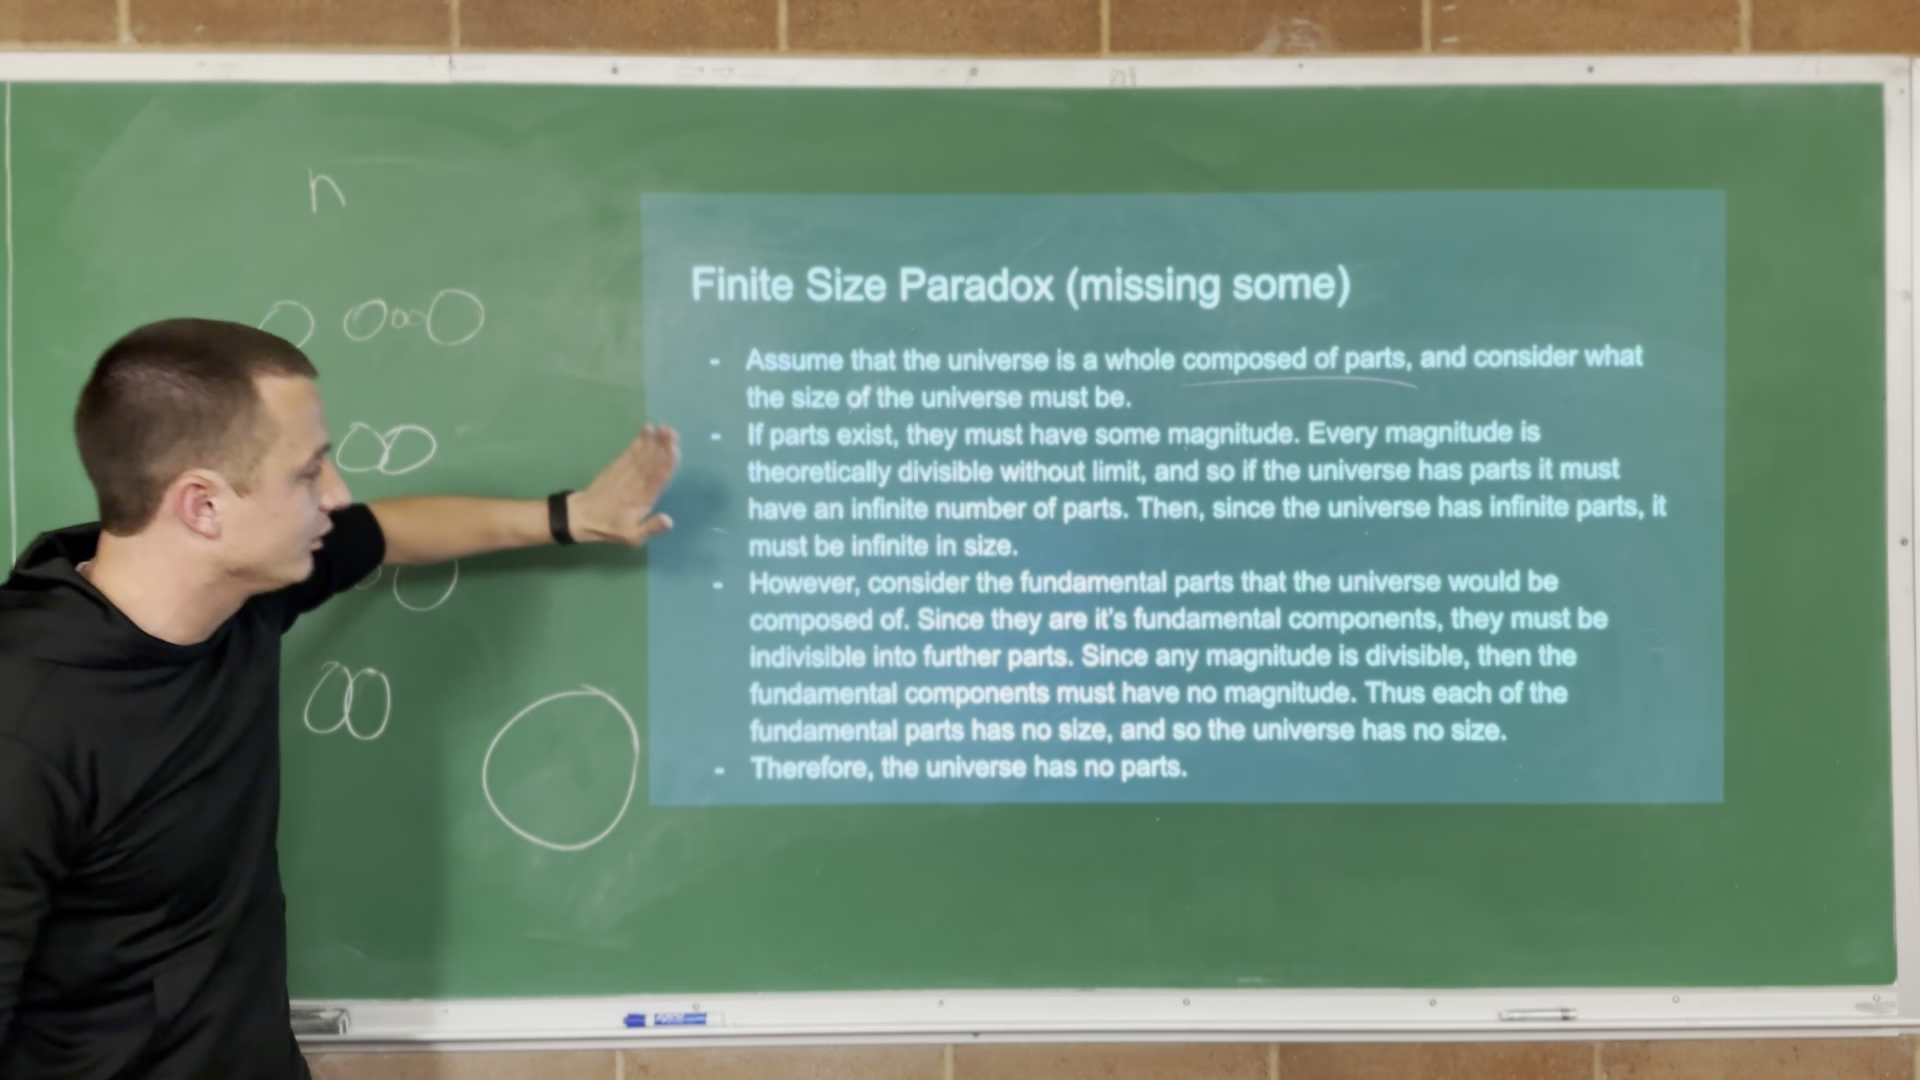 n
Finite Size Paradox (missing some)
- Assume that the universe is a whole composed of parts, and consider what
the size of the universe must be.
- If parts exist, they must have some magnitude. Every magnitude is
theoretically divisible without limit, and so if the universe has parts it must
have an infinite number of parts. Then, since the universe has infinite parts, it
must be infinite in size.
- However, consider the fundamental parts that the universe would be
composed of. Since they are it's fundamental components, they must be
indivisible into further parts. Since any magnitude is divisible, then the
fundamental components must have no magnitude. Thus each of the
fundamental parts has no size, and so the universe has no size.
- Therefore, the universe has no parts.